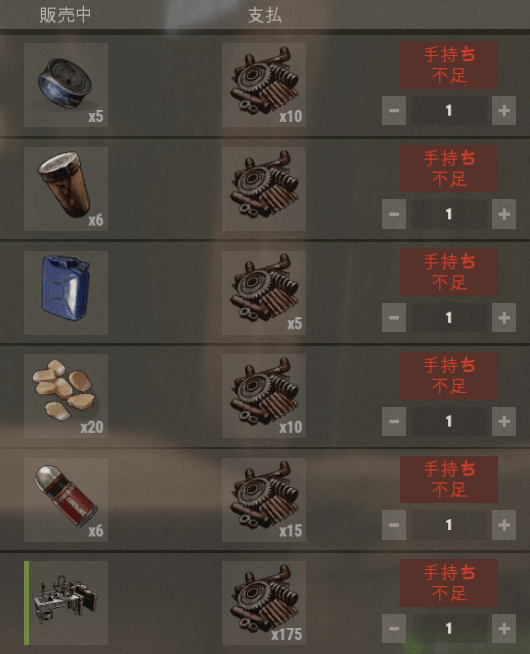 販売中 支払
x5 x10 手持ち
不足
- 1 +
x6 手持ち
不足
- 1 +
x5 手持ち
不足
- 1 +
x20 x10 手持ち
不足
- 1 +
x6 x15 手持ち
不足
- 1 +
x175 手持ち
不足
- 1 +